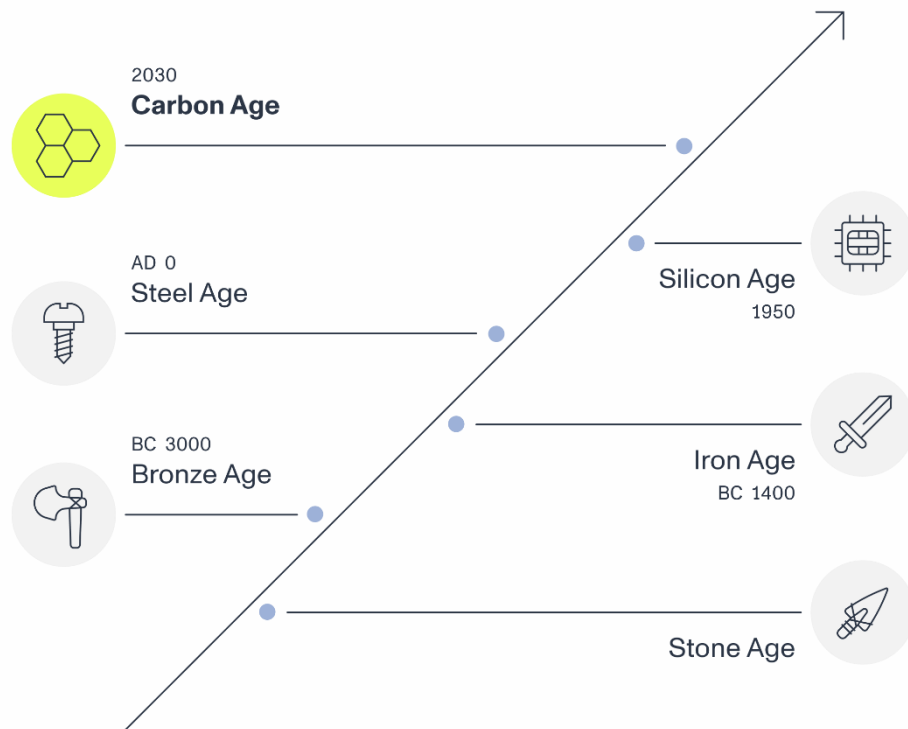 2030
Carbon Age
Silicon Age
1950
AD 0
Steel Age
Iron Age
BC 1400
BC 3000
Bronze Age
Stone Age